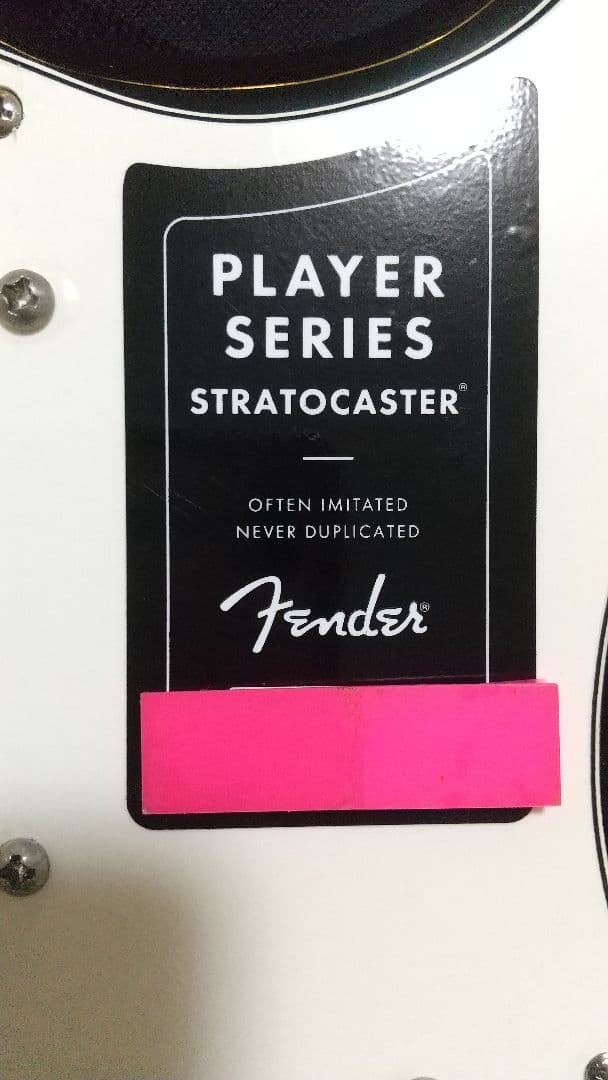 PLAYER
SERIES
STRATOCASTER®
OFTEN IMITATED
NEVER DUPLICATED
Fender®